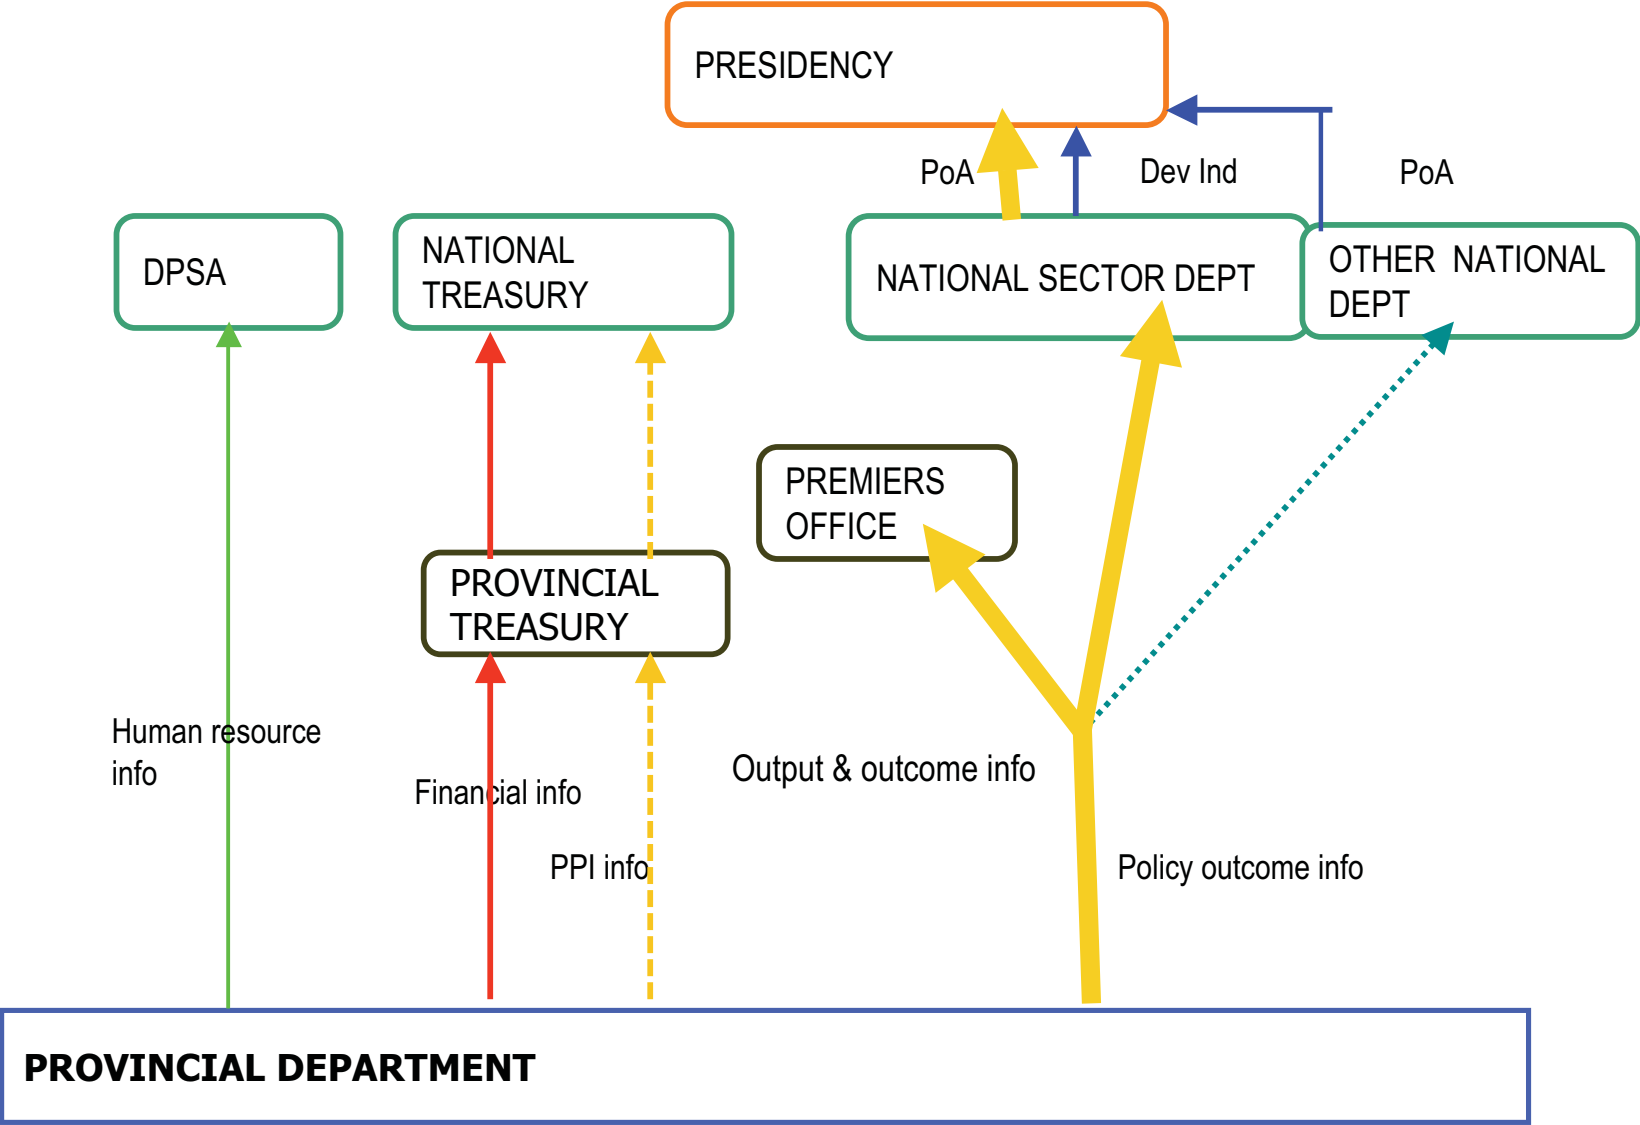 PRESIDENCY
PoA
Dev Ind
PoA
DPSA
NATIONAL
TREASURY
NATIONAL SECTOR DEPT
OTHER NATIONAL
DEPT
PREMIERS
OFFICE
PROVINCIAL
TREASURY
Human resource
info
Financial info
Output & outcome info
PPI info
Policy outcome info
PROVINCIAL DEPARTMENT